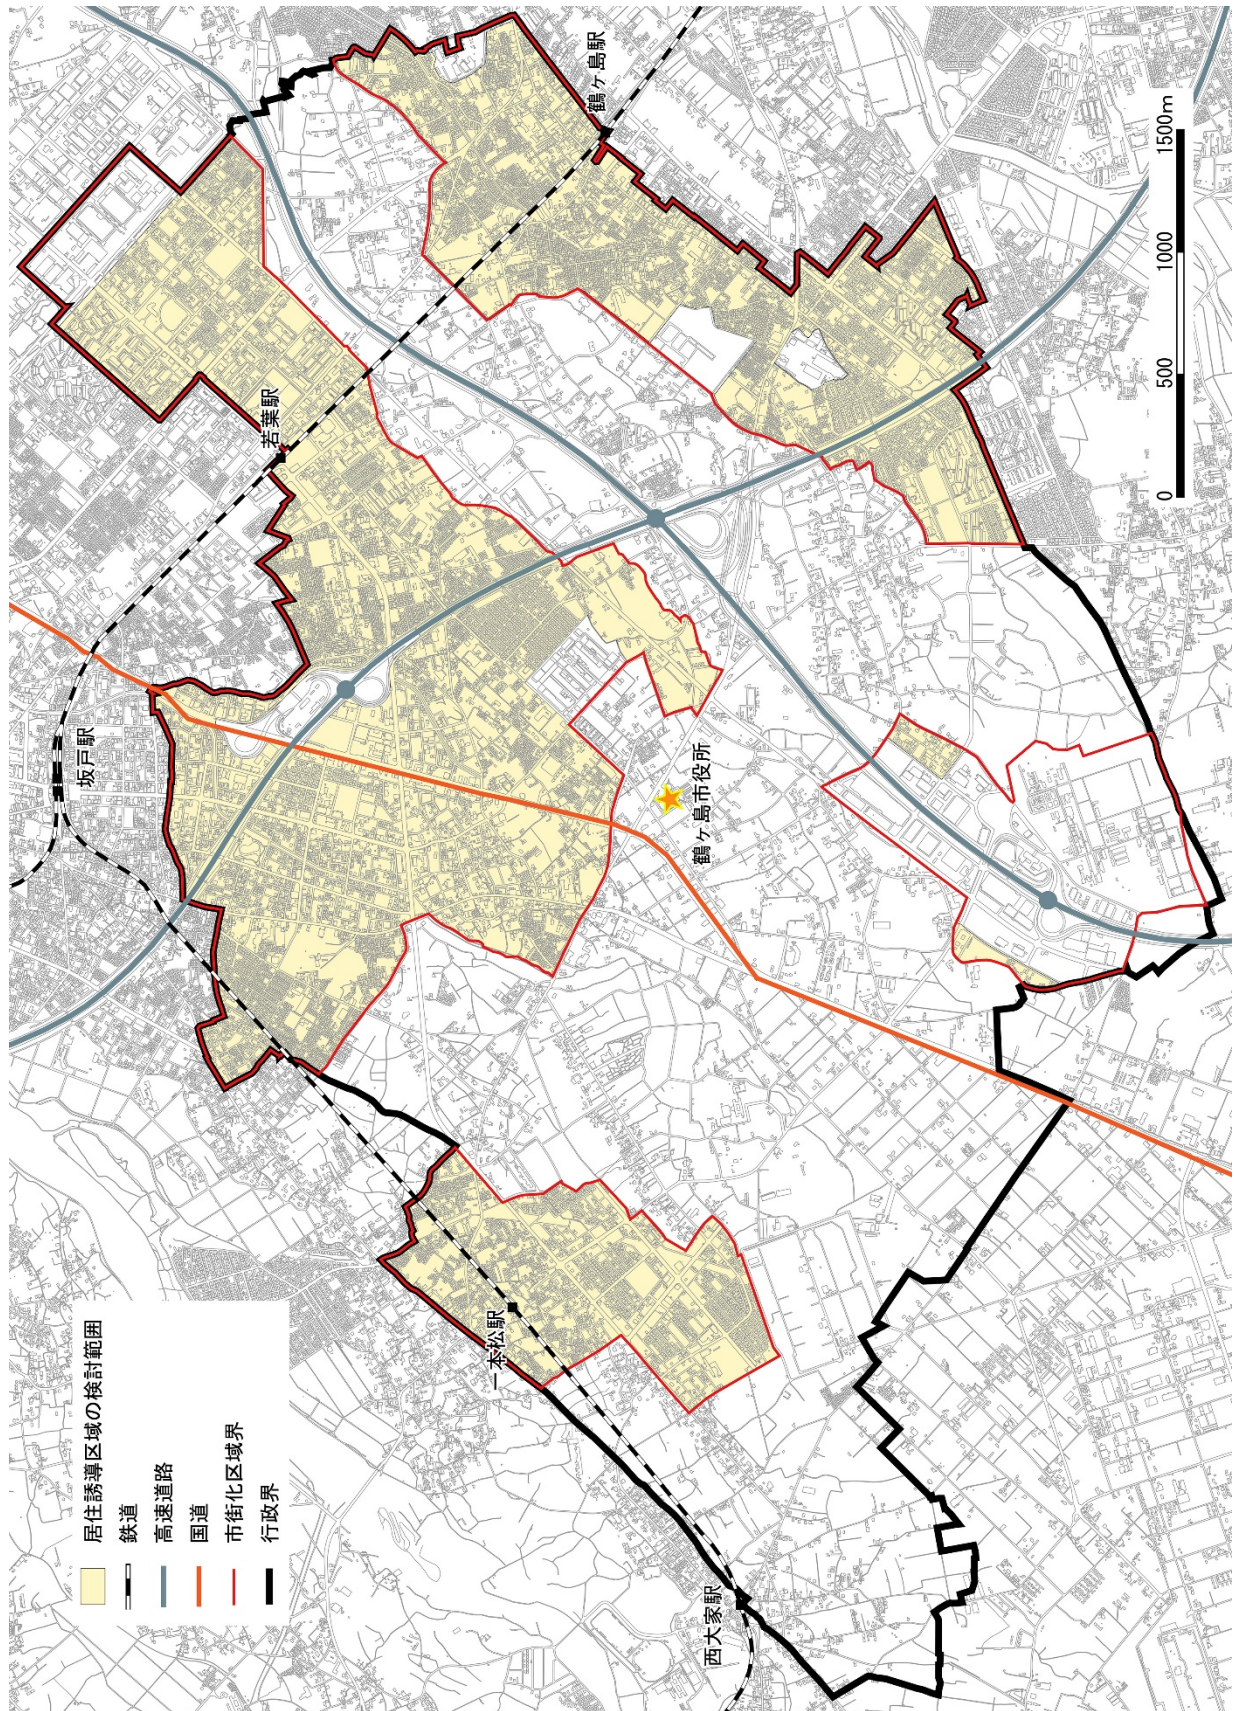 居住誘導区域の検討範囲
鉄道
高速道路
国道
市街化区域界
行政界
西大家駅
一本松駅
坂戸駅
若葉駅
鶴ヶ島駅
鶴ヶ島市役所
0 500 1000 1500m